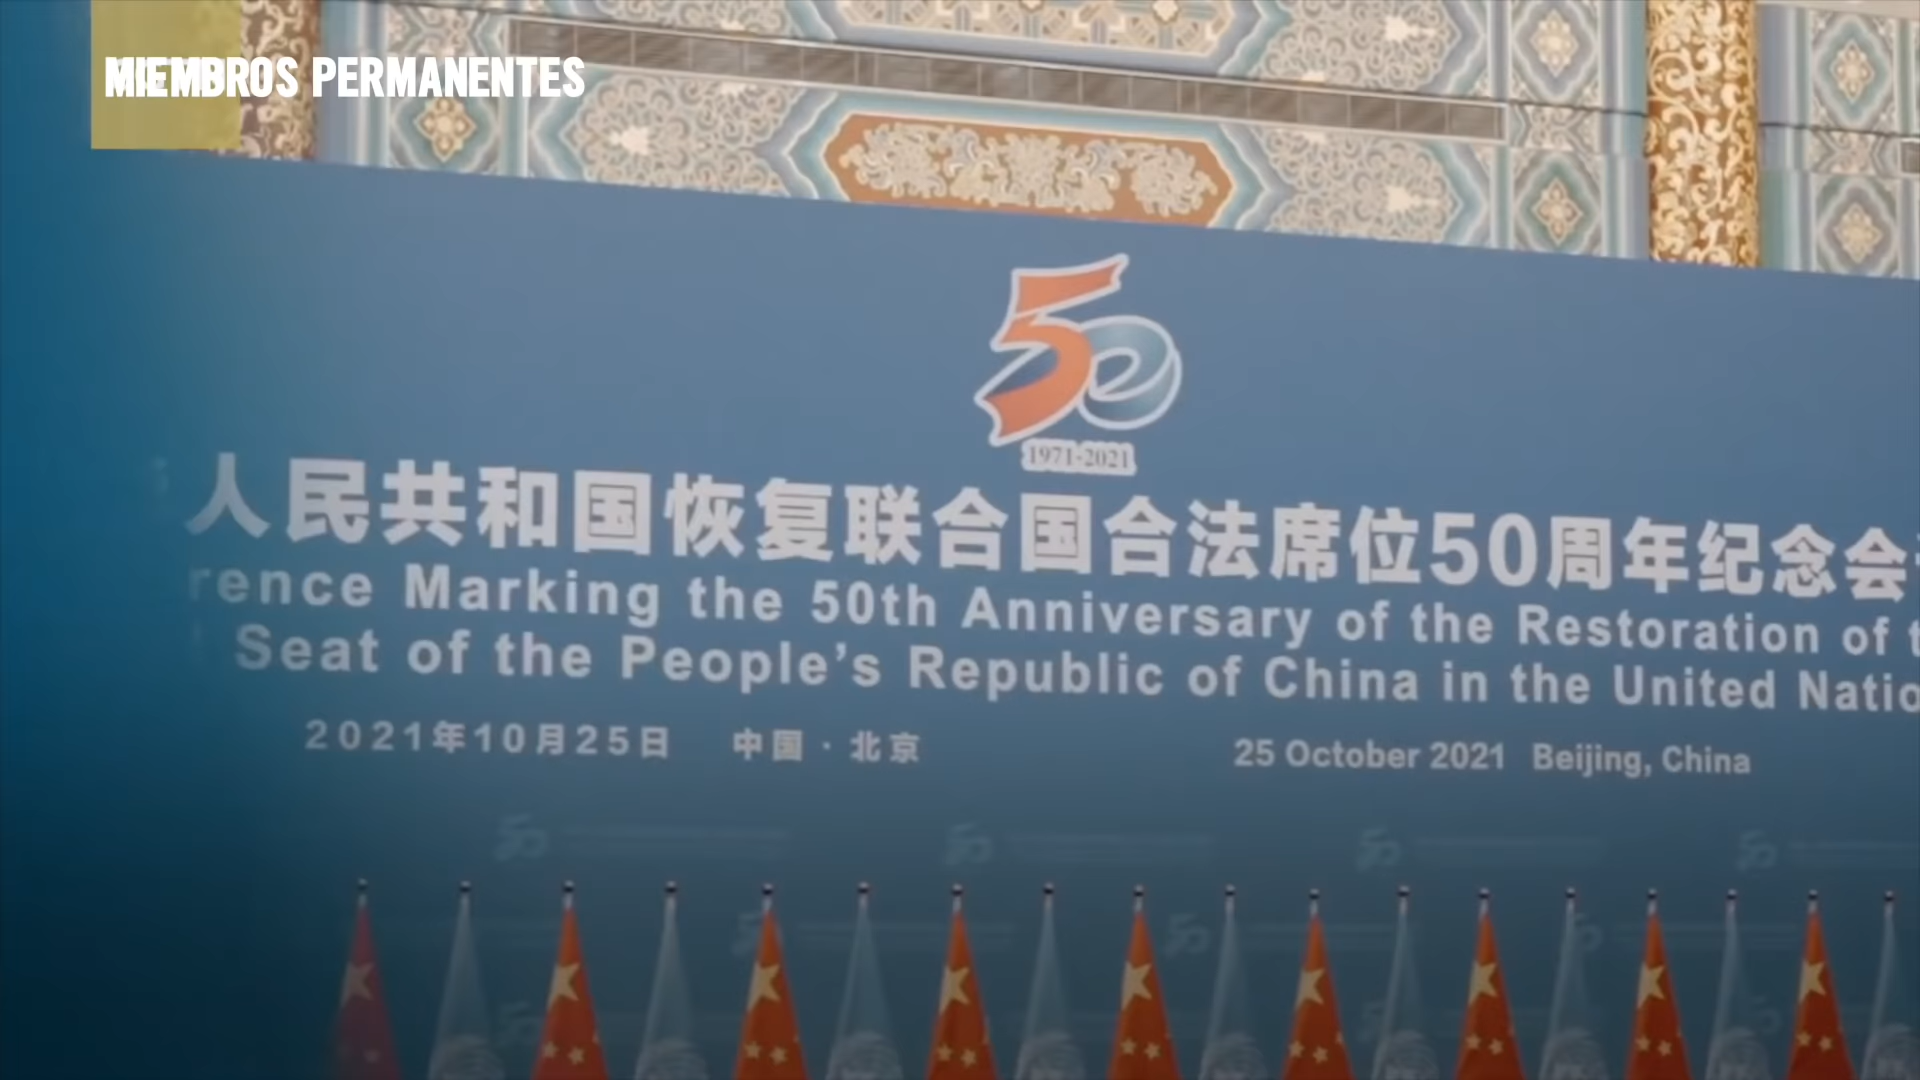 MIEMBROS PERMANENTES
50
1971-2021
人民共和国恢复联合国合法席位50周年纪念会
rence Marking the 50th Anniversary of the Restoration of t
Seat of the People's Republic of China in the United Natio
2021年10月25日 中国·北京 25 October 2021 Beijing, China